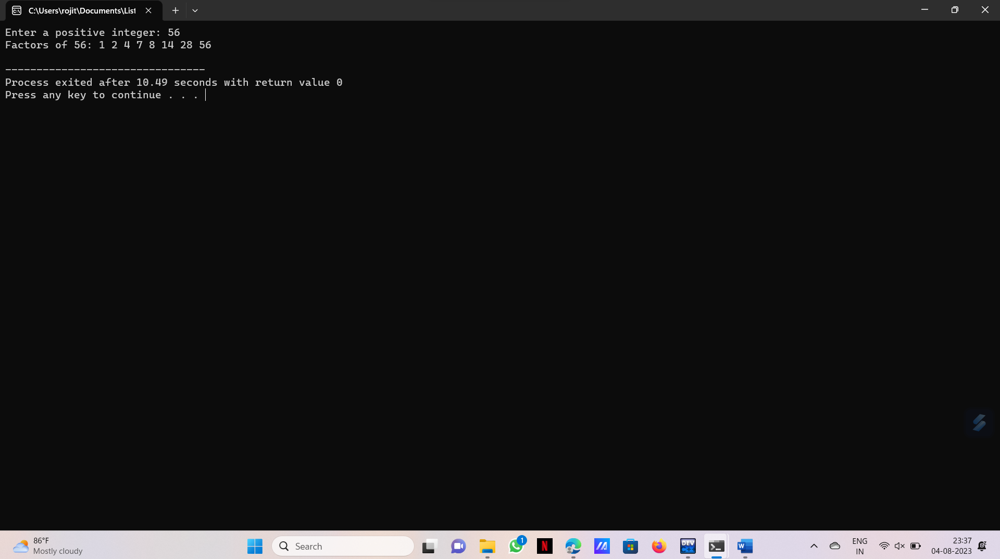 C:\Users\rojit\Documents\List
Enter a positive integer: 56
Factors of 56: 1 2 4 7 8 14 28 56
--------------------------------
Process exited after 10.49 seconds with return value 0
Press any key to continue . . .
86°F
Mostly cloudy
Search
1
N
DEV
C++
W
ENG
IN
23:37
04-08-2023